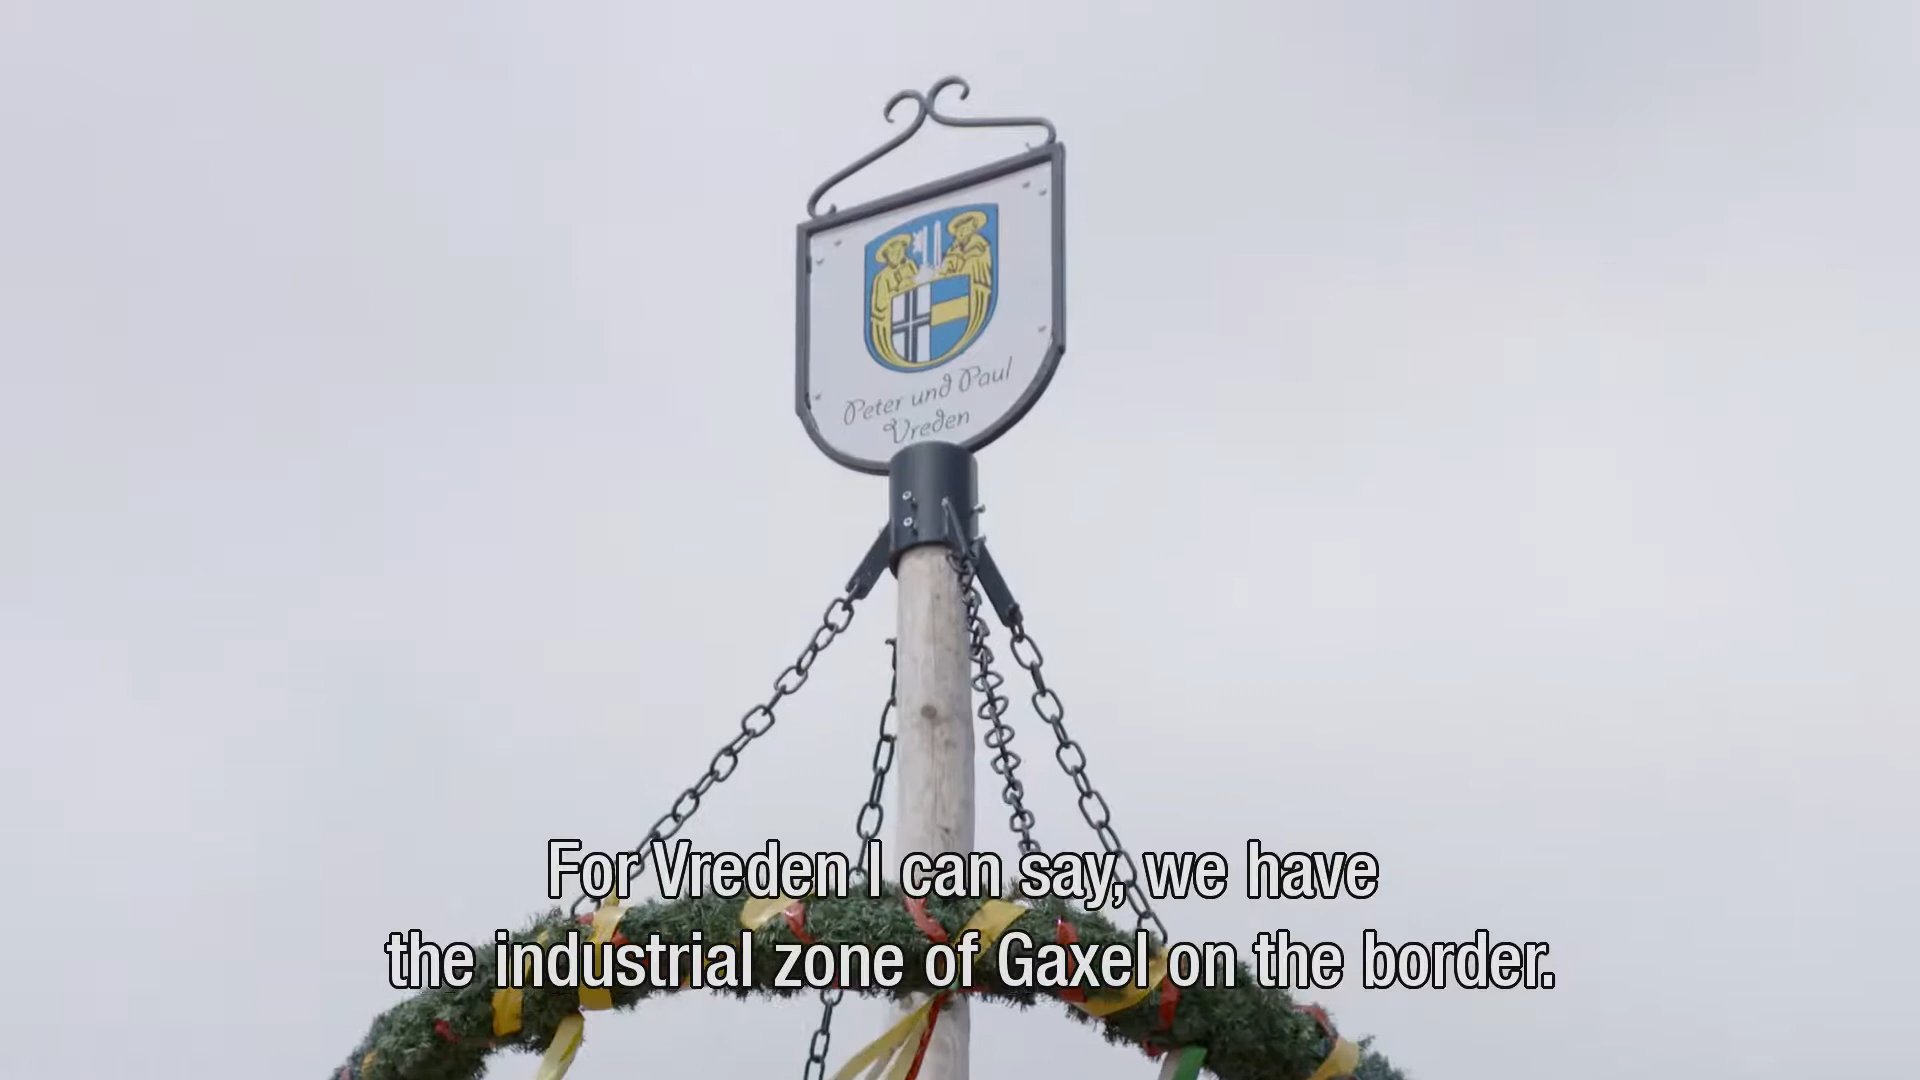 Peter und Paul
Vreden
For Vreden I can say, we have
the industrial zone of Gaxel on the border.